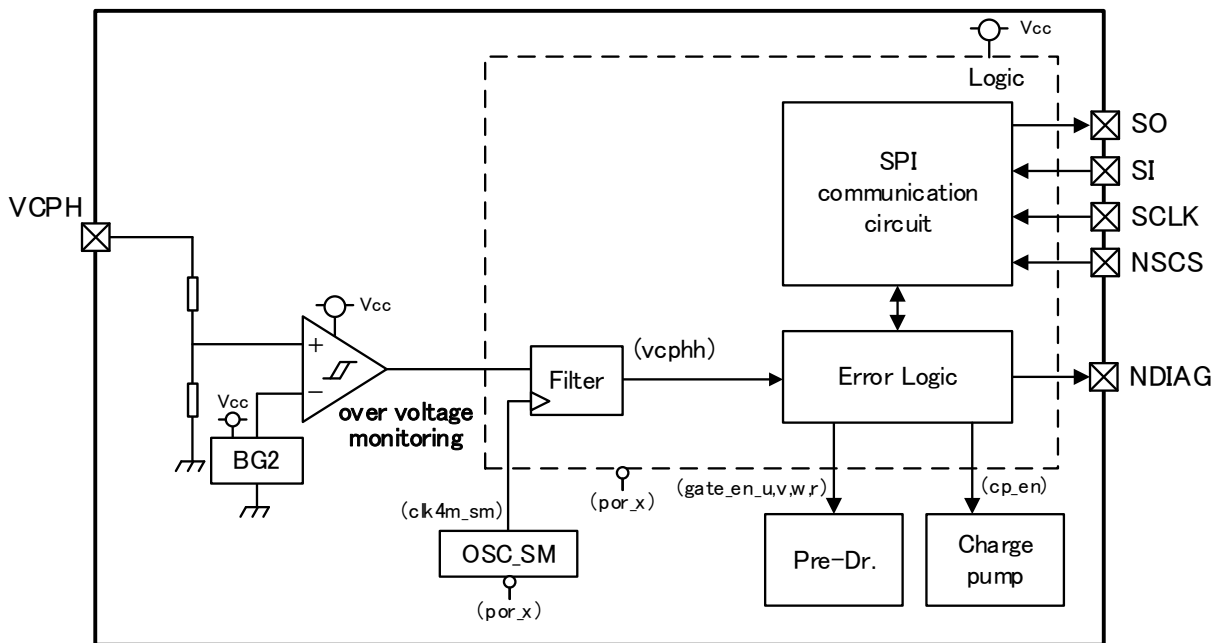 Vcc
Logic
SO
SPI
communication
circuit
SI
SCLK
NSCS
VCPH
Vcc
+
−
(vcphh)
Filter
Error Logic
NDIAG
over voltage
monitoring
Vcc
BG2
(clk4m_sm)
(por_x)
(gate_en_u,v,w,r)
(cp_en)
OSC_SM
(por_x)
Pre-Dr.
Charge
pump